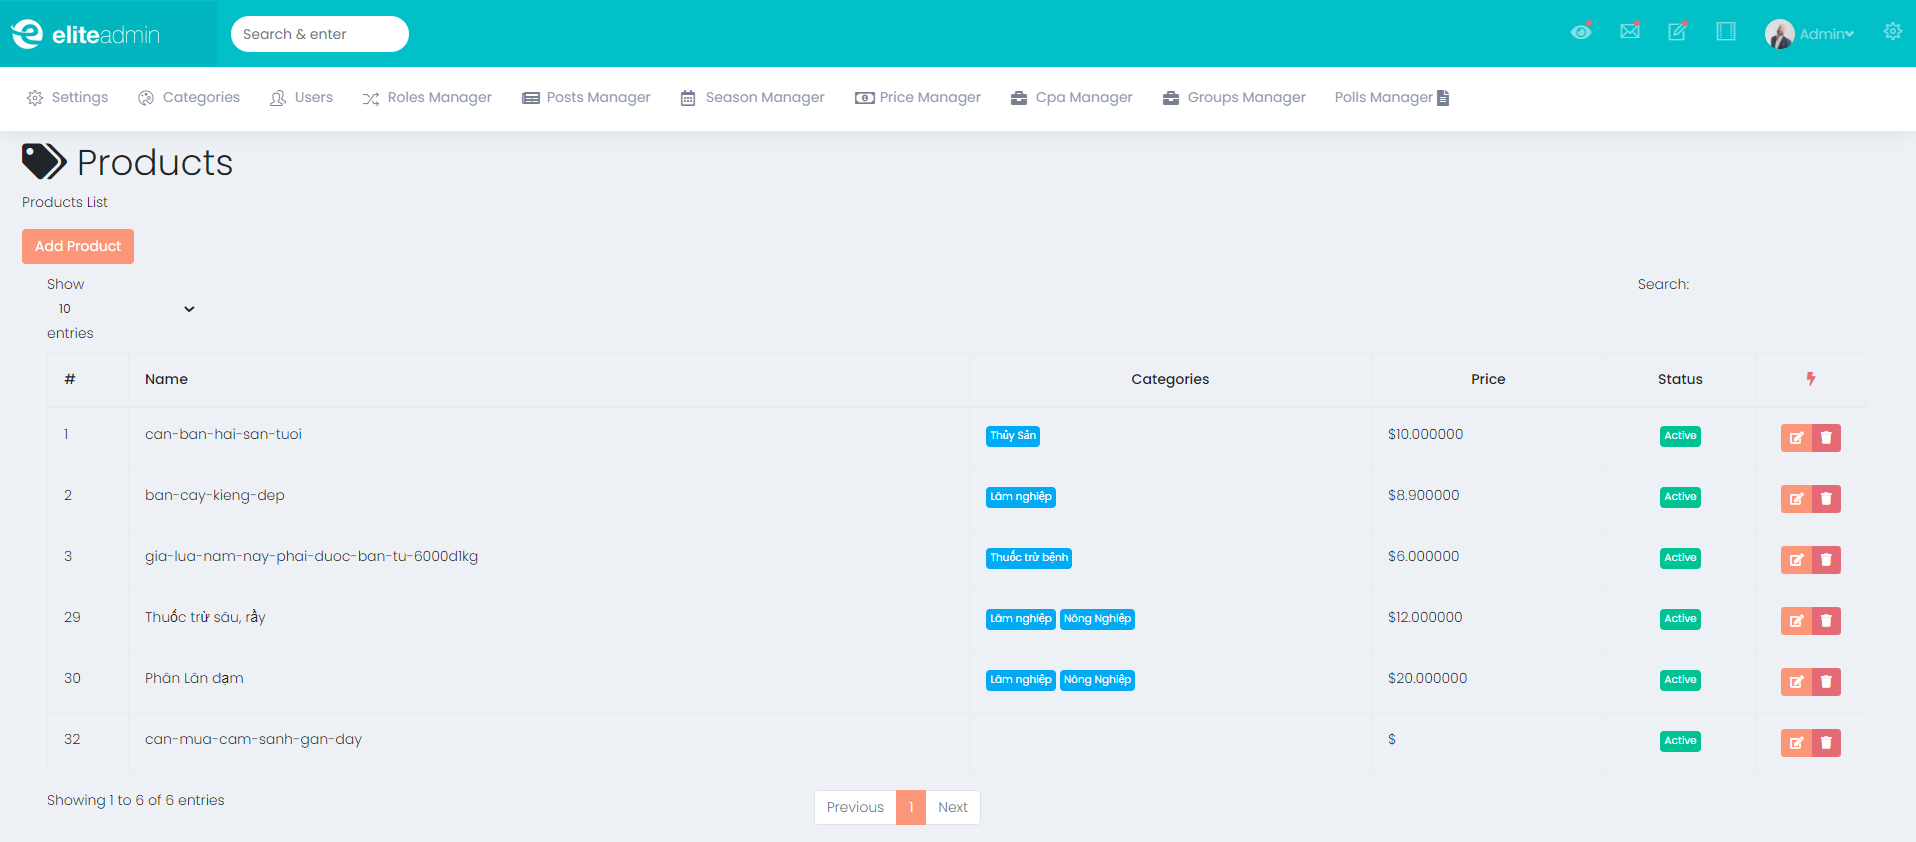 eliteadmin
Search & enter
Admin
Settings Categories Users Roles Manager Posts Manager Season Manager Price Manager Cpa Manager Groups Manager Polls Manager
Products
Products List
Add Product
Show
Search:
10
entries
# Name Categories Price Status
1 can-ban-hai-san-tuoi Thủy Sản $10.000000 Active
2 ban-cay-kieng-dep Lâm nghiệp $8.900000 Active
3 gia-lua-nam-nay-phai-duoc-ban-tu-6000d1kg Thuốc trừ bệnh $6.000000 Active
29 Thuốc trừ sâu, rầy Lâm nghiệp Nông Nghiệp $12.000000 Active
30 Phân Lân dạm Lâm nghiệp Nông Nghiệp $20.000000 Active
32 can-mua-cam-sanh-gan-day $ Active
Showing 1 to 6 of 6 entries
Previous 1 Next